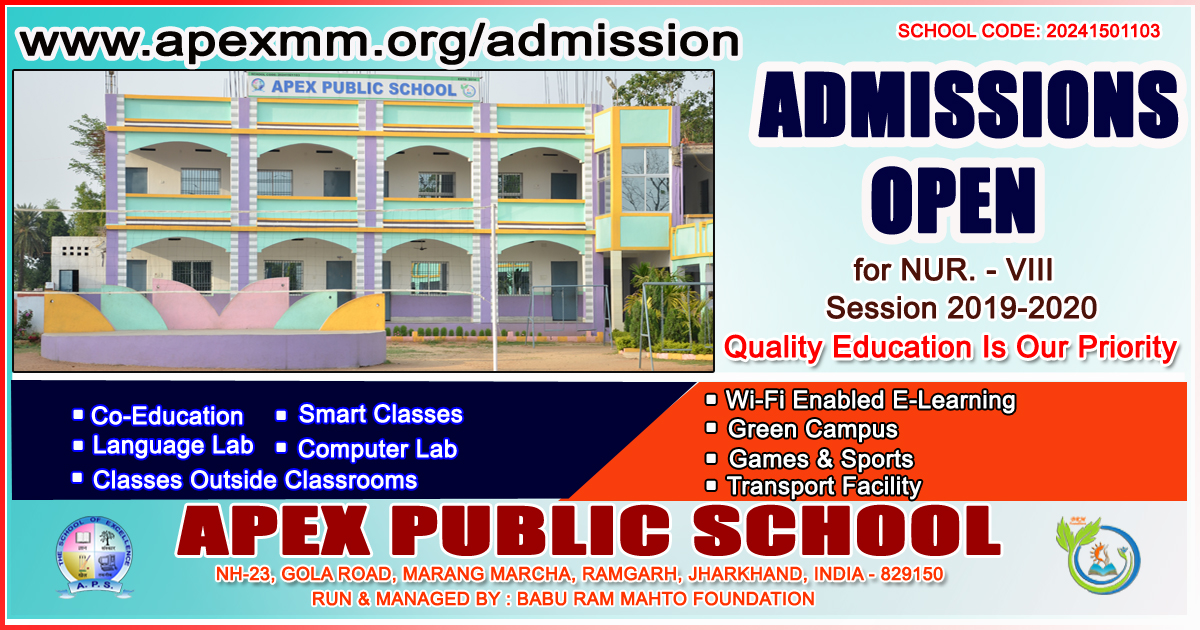 www.apexmm.org/admission
SCHOOL CODE: 20241501103
APEX PUBLIC SCHOOL
ADMISSIONS
OPEN
for NUR. - VIII
Session 2019-2020
Quality Education Is Our Priority
Co-Education
Smart Classes
Language Lab
Computer Lab
Classes Outside Classrooms
Wi-Fi Enabled E-Learning
Green Campus
Games & Sports
Transport Facility
APEX PUBLIC SCHOOL
NH-23, GOLA ROAD, MARANG MARCHA, RAMGARH, JHARKHAND, INDIA - 829150
RUN & MANAGED BY : BABU RAM MAHTO FOUNDATION
THE SCHOOL OF EXCELLENCE
A.P.S.